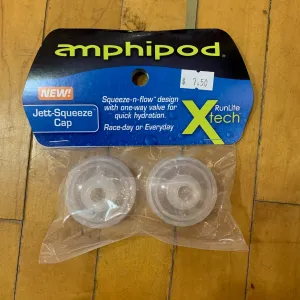 amphipod
$ 7.50
NEW!
Jett-Squeeze
Cap
Squeeze-n-flow™ design
with one-way valve for
quick hydration.
Race-day or Everyday
RunLite
Xtech